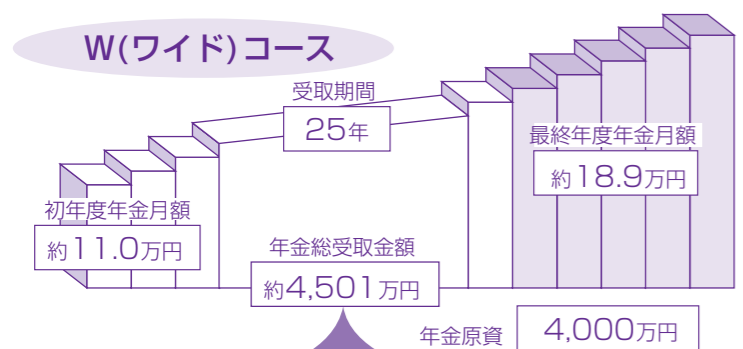 W(ワイド)コース
受取期間
25年
最終年度年金月額
約18.9万円
初年度年金月額
約11.0万円
年金総受取金額
約4,501万円
年金原資 4,000万円